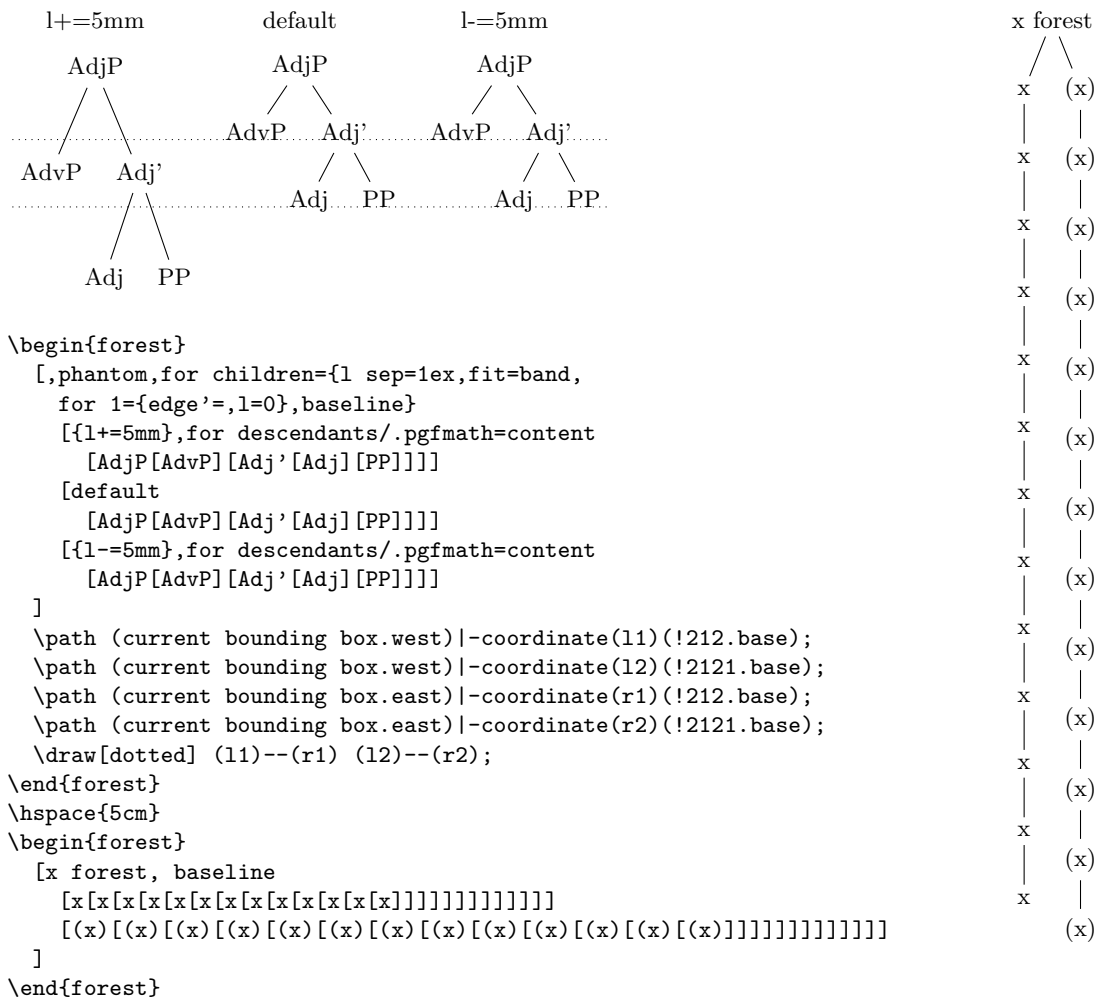 l+=5mm default l-=5mm x forest
AdjP AdjP AdjP
x (x)
AdvP Adj' AdvP Adj'
AdvP Adj'
x (x)
Adj PP Adj PP
x (x)
Adj PP
x (x)
\begin{forest}
[,phantom,for children={l sep=1ex,fit=band,
x (x)
for 1={edge'=,l=0},baseline}
[{l+=5mm},for descendants/.pgfmath=content
x (x)
[AdjP[AdvP][Adj'[Adj][PP]]]]
[default
x (x)
[AdjP[AdvP][Adj'[Adj][PP]]]]
[{l-=5mm},for descendants/.pgfmath=content
x (x)
[AdjP[AdvP][Adj'[Adj][PP]]]]
]
x (x)
\path (current bounding box.west)|-coordinate(l1)(!212.base);
\path (current bounding box.west)|-coordinate(l2)(!2121.base);
\path (current bounding box.east)|-coordinate(r1)(!212.base);
x (x)
\path (current bounding box.east)|-coordinate(r2)(!2121.base);
\draw[dotted] (l1)--(r1) (l2)--(r2);
x (x)
\end{forest}
\hspace{5cm}
\begin{forest}
x (x)
[x forest, baseline
[x[x[x[x[x[x[x[x[x[x[x[x[x]]]]]]]]]]]]]
x (x)
[(x)[(x)[(x)[(x)[(x)[(x)[(x)[(x)[(x)[(x)[(x)[(x)[(x)]]]]]]]]]]]]]
]
\end{forest}